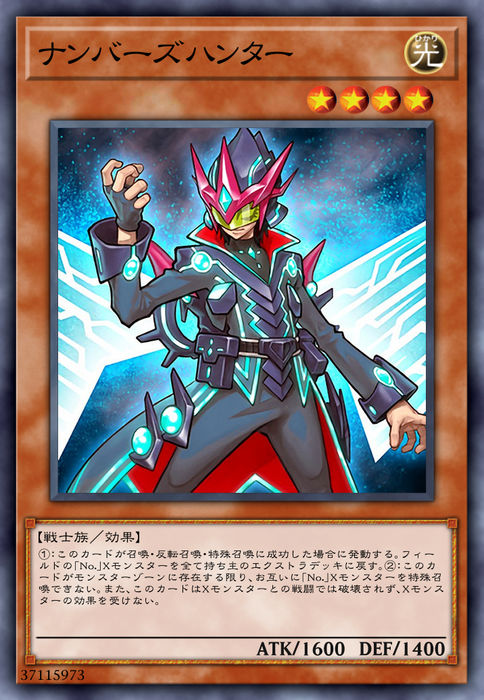 ナンバーズハンター
ひかり
光
【戦士族／効果】
①：このカードが召喚・反転召喚・特殊召喚に成功した場合に発動する。フィー
ルドの「No.」Xモンスターを全て持ち主のエクストラデッキに戻す。②：このカ
ードがモンスターゾーンに存在する限り、お互いに「No.」Xモンスターを特殊召
喚できない。また、このカードはXモンスターとの戦闘では破壊されず、Xモンス
ターの効果を受けない。
ATK/1600 DEF/1400
37115973